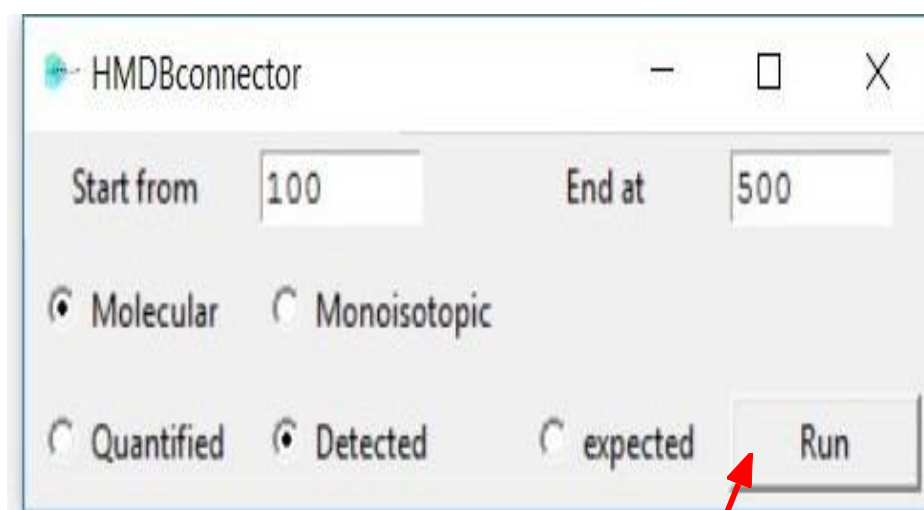 HMDBconnector
Start from 100 End at 500
Molecular Monoisotopic
Quantified Detected expected Run